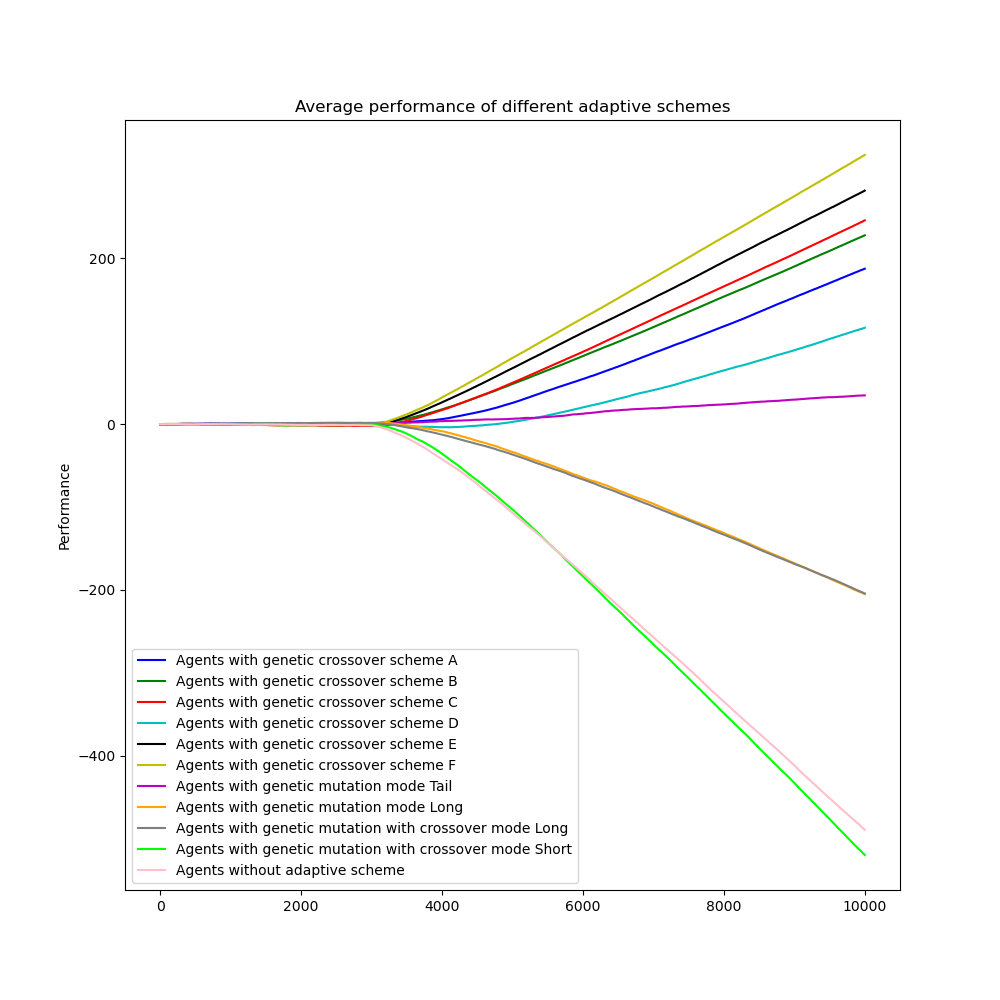 Average performance of different adaptive schemes
Performance
200
0
−200
−400
Agents with genetic crossover scheme A
Agents with genetic crossover scheme B
Agents with genetic crossover scheme C
Agents with genetic crossover scheme D
Agents with genetic crossover scheme E
Agents with genetic crossover scheme F
Agents with genetic mutation mode Tail
Agents with genetic mutation mode Long
Agents with genetic mutation with crossover mode Long
Agents with genetic mutation with crossover mode Short
Agents without adaptive scheme
0 2000 4000 6000 8000 10000